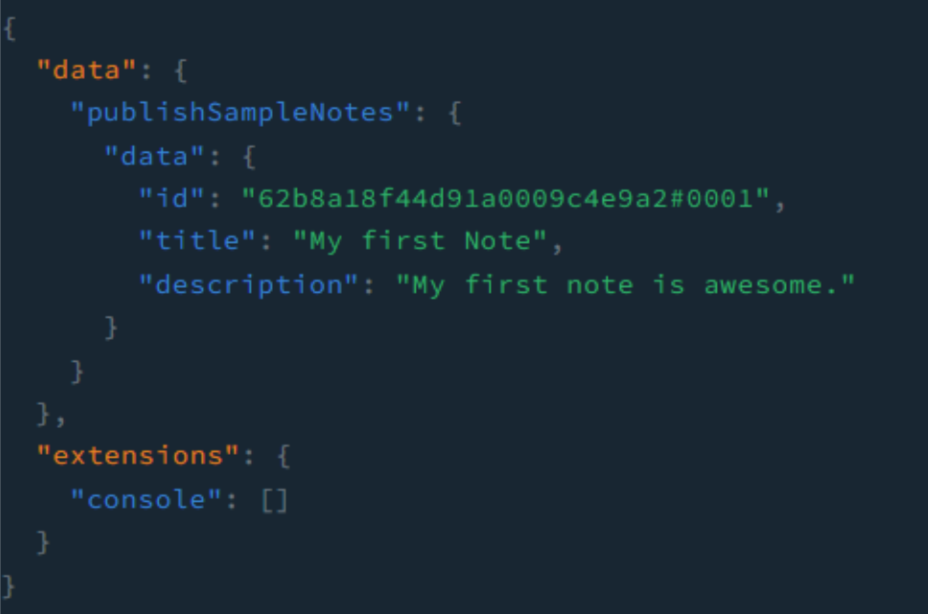 {
  "data": {
    "publishSampleNotes": {
      "data": {
        "id": "62b8a18f44d91a0009c4e9a2#0001",
        "title": "My first Note",
        "description": "My first note is awesome."
      }
    }
  },
  "extensions": {
    "console": []
  }
}